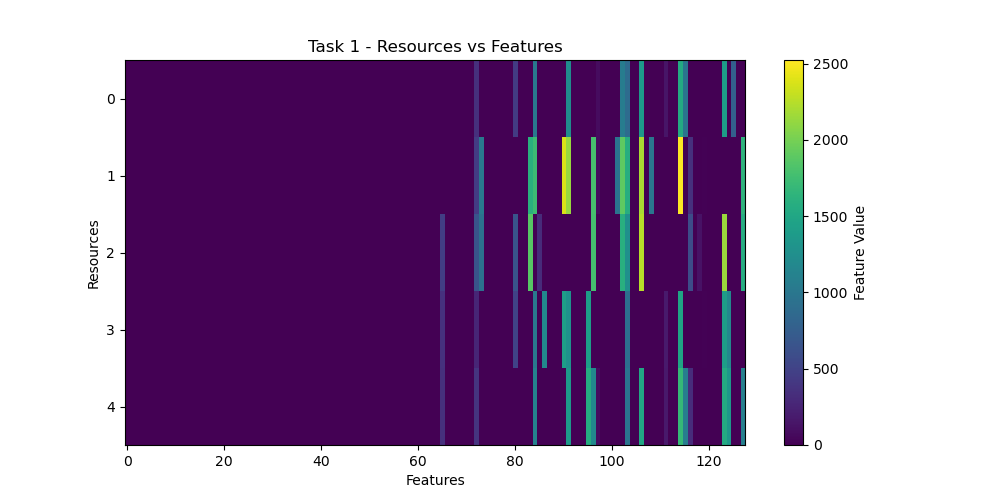 Task 1 - Resources vs Features
Resources
0
1
2
3
4
0 20 40 60 80 100 120
Features
2500
2000
1500
1000
500
0
Feature Value